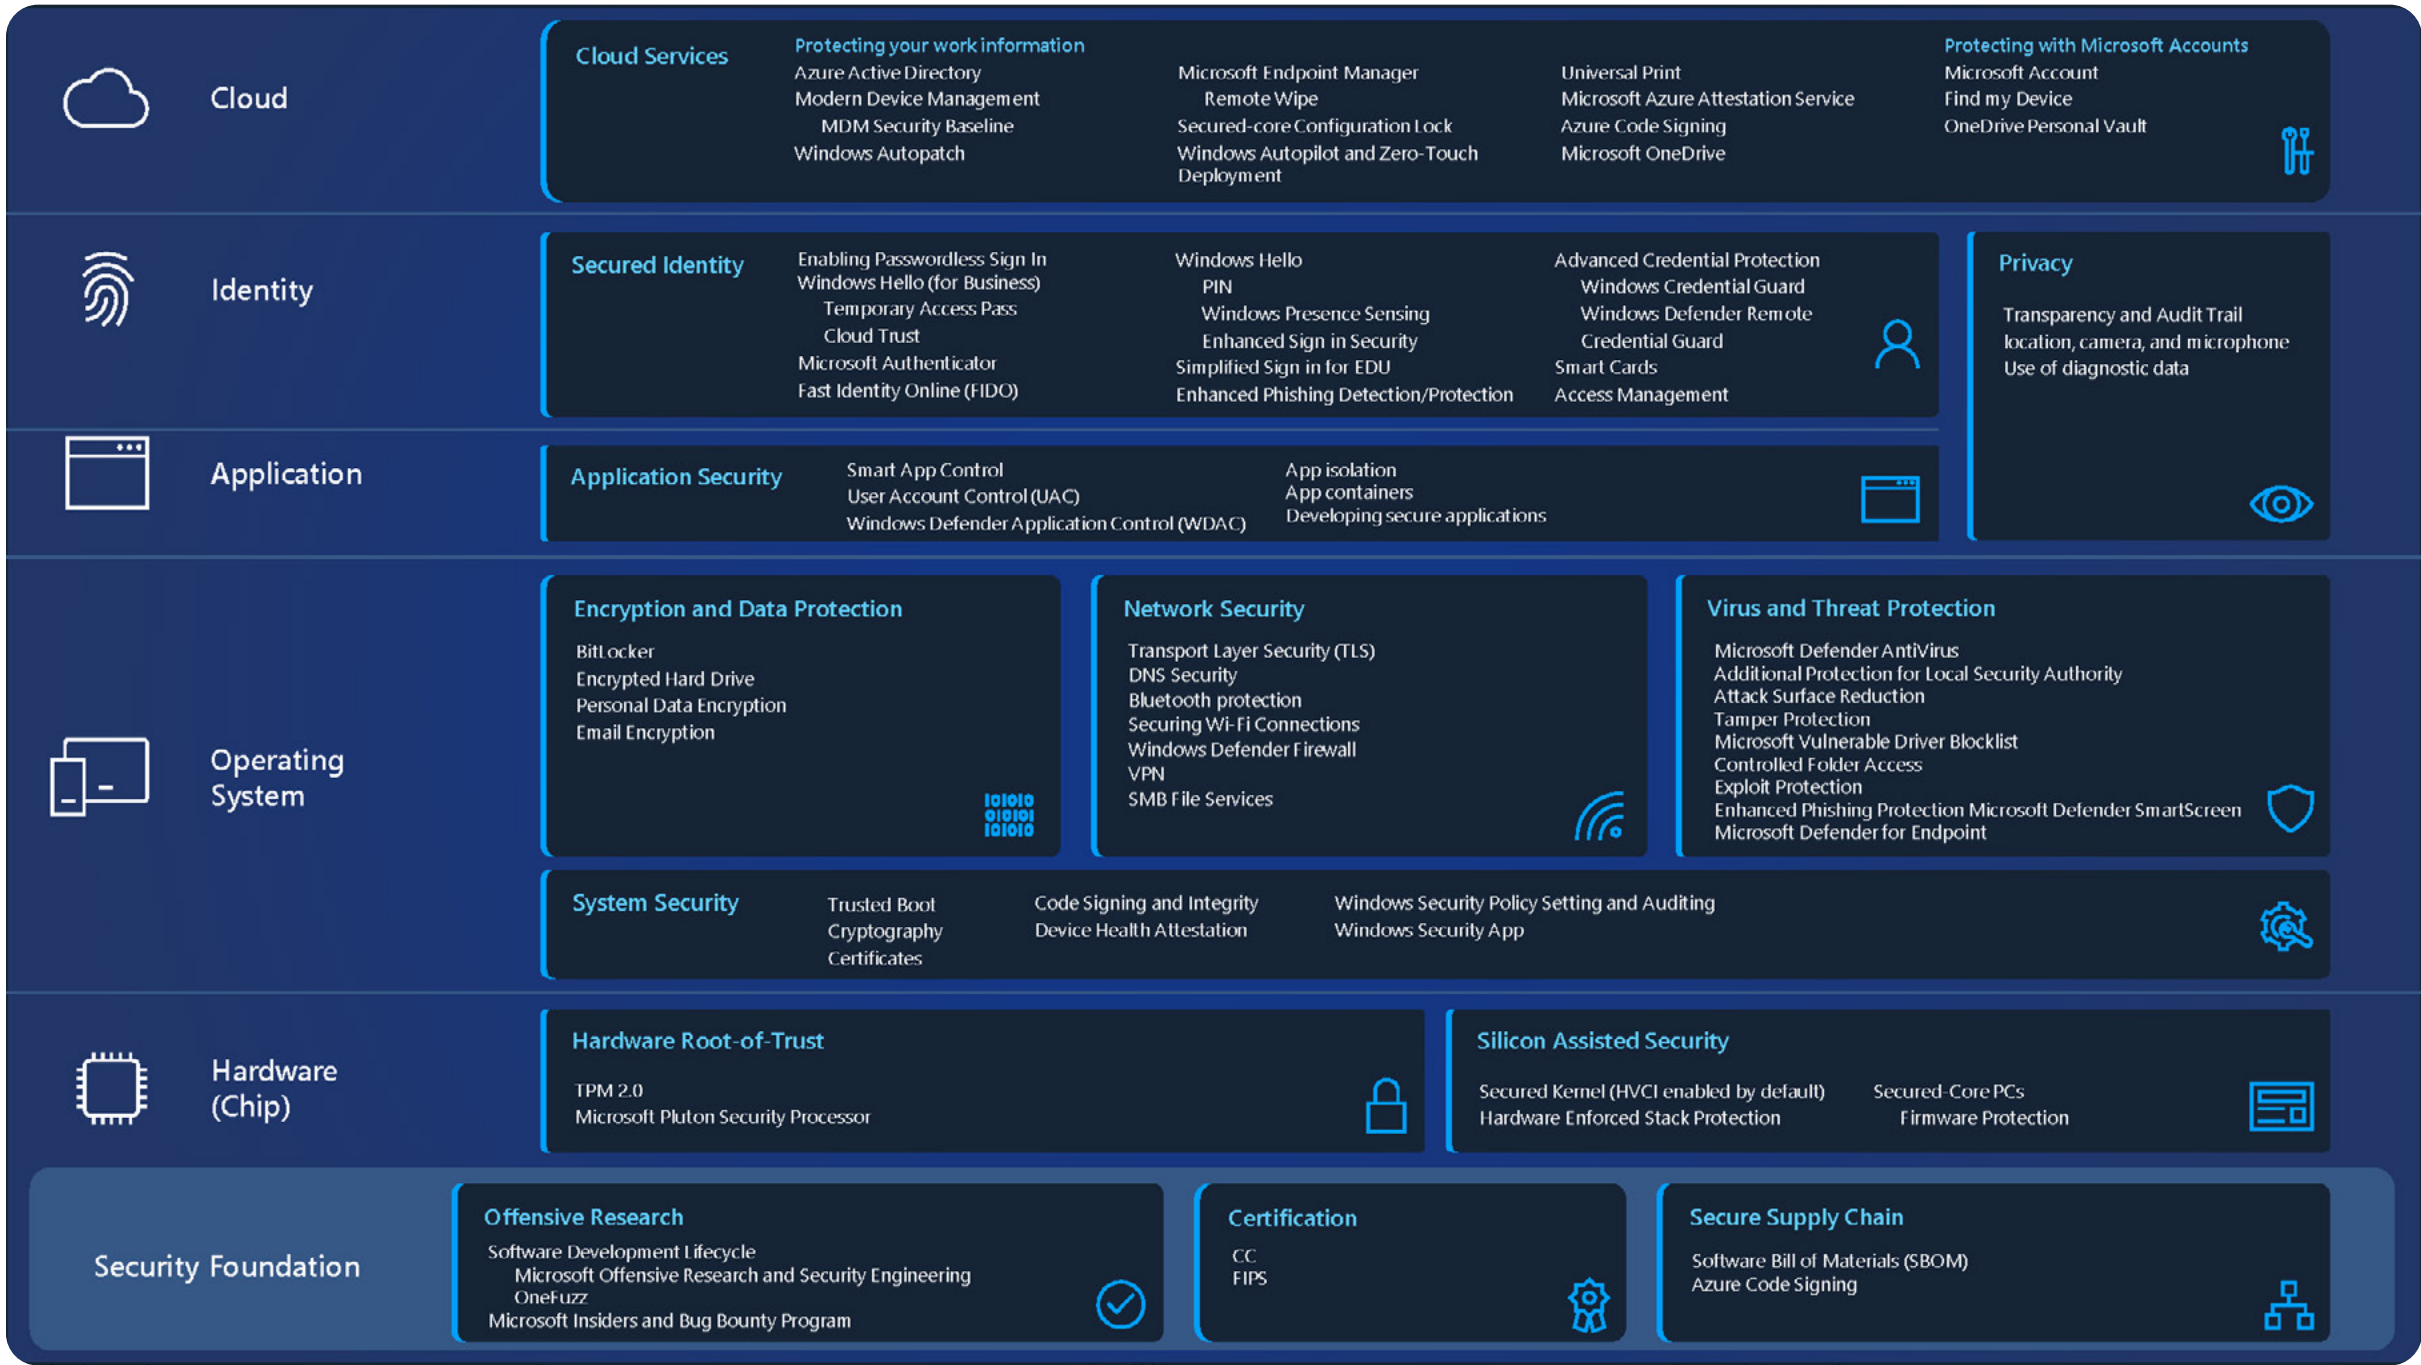 Cloud
Cloud Services
Protecting your work information
Azure Active Directory
Modern Device Management
MDM Security Baseline
Windows Autopatch
Microsoft Endpoint Manager
Remote Wipe
Secured-core Configuration Lock
Windows Autopilot and Zero-Touch
Deployment
Universal Print
Microsoft Azure Attestation Service
Azure Code Signing
Microsoft OneDrive
Protecting with Microsoft Accounts
Microsoft Account
Find my Device
OneDrive Personal Vault
Identity
Secured Identity
Enabling Passwordless Sign In
Windows Hello (for Business)
Temporary Access Pass
Cloud Trust
Microsoft Authenticator
Fast Identity Online (FIDO)
Windows Hello
PIN
Windows Presence Sensing
Enhanced Sign in Security
Simplified Sign in for EDU
Enhanced Phishing Detection/Protection
Advanced Credential Protection
Windows Credential Guard
Windows Defender Remote
Credential Guard
Smart Cards
Access Management
Privacy
Transparency and Audit Trail
location, camera, and microphone
Use of diagnostic data
Application
Application Security
Smart App Control
User Account Control (UAC)
Windows Defender Application Control (WDAC)
App isolation
App containers
Developing secure applications
Operating
System
Encryption and Data Protection
BitLocker
Encrypted Hard Drive
Personal Data Encryption
Email Encryption
101010
010101
101010
Network Security
Transport Layer Security (TLS)
DNS Security
Bluetooth protection
Securing Wi-Fi Connections
Windows Defender Firewall
VPN
SMB File Services
Virus and Threat Protection
Microsoft Defender AntiVirus
Additional Protection for Local Security Authority
Attack Surface Reduction
Tamper Protection
Microsoft Vulnerable Driver Blocklist
Controlled Folder Access
Exploit Protection
Enhanced Phishing Protection Microsoft Defender SmartScreen
Microsoft Defender for Endpoint
System Security
Trusted Boot
Cryptography
Certificates
Code Signing and Integrity
Device Health Attestation
Windows Security Policy Setting and Auditing
Windows Security App
Hardware
(Chip)
Hardware Root-of-Trust
TPM 2.0
Microsoft Pluton Security Processor
Silicon Assisted Security
Secured Kernel (HVCI enabled by default)
Hardware Enforced Stack Protection
Secured-Core PCs
Firmware Protection
Security Foundation
Offensive Research
Software Development Lifecycle
Microsoft Offensive Research and Security Engineering
OneFuzz
Microsoft Insiders and Bug Bounty Program
Certification
CC
FIPS
Secure Supply Chain
Software Bill of Materials (SBOM)
Azure Code Signing